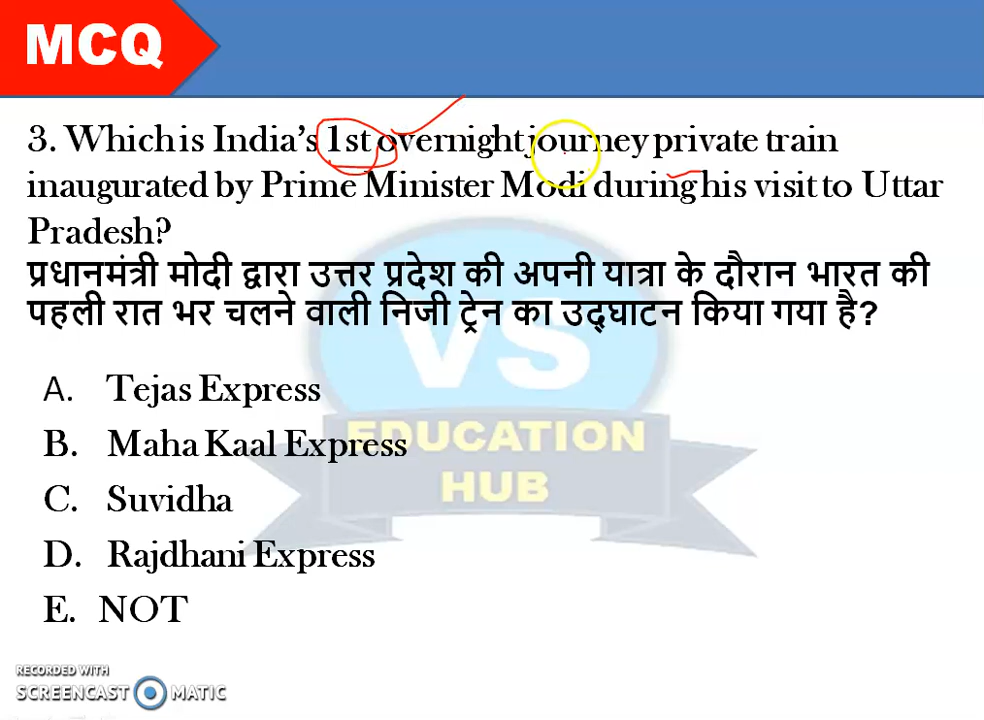 MCQ
3. Which is India's 1st overnight journey private train
inaugurated by Prime Minister Modi during his visit to Uttar
Pradesh?
प्रधानमंत्री मोदी द्वारा उत्तर प्रदेश की अपनी यात्रा के दौरान भारत की
पहली रात भर चलने वाली निजी ट्रेन का उद्घाटन किया गया है?
A. Tejas Express
B. Maha Kaal Express
C. Suvidha
D. Rajdhani Express
E. NOT
VS
EDUCATION
HUB
RECORDED WITH
SCREENCAST MATIC